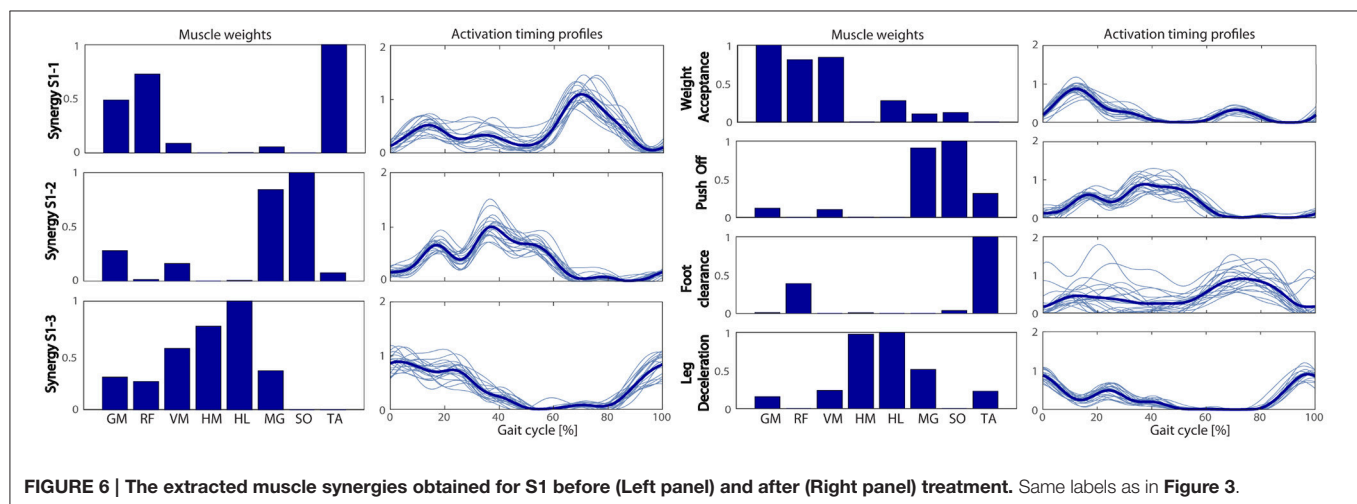 Muscle weights
Activation timing profiles
Muscle weights
Activation timing profiles
Synergy S1-1
1
0.5
0
2
1
0
Synergy S1-2
1
0.5
0
2
1
0
Synergy S1-3
1
0.5
0
GM RF VM HM HL MG SO TA
2
1
0
0 20 40 60 80 100
Gait cycle [%]
Weight
Acceptance
1
0.5
0
2
1
0
Push Off
1
0.5
0
2
1
0
Foot
clearance
1
0.5
0
2
1
0
Leg
Deceleration
1
0.5
0
GM RF VM HM HL MG SO TA
2
1
0
0 20 40 60 80 100
Gait cycle [%]
FIGURE 6 | The extracted muscle synergies obtained for S1 before (Left panel) and after (Right panel) treatment. Same labels as in Figure 3.